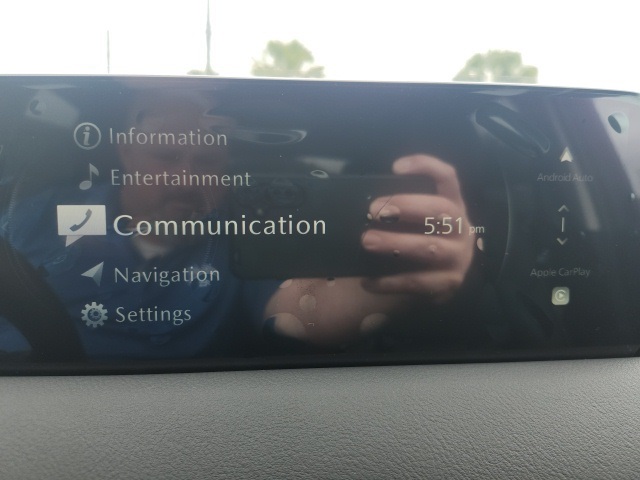 Information
Entertainment
Communication
5:51 pm
Navigation
Settings
Android Auto
Apple CarPlay